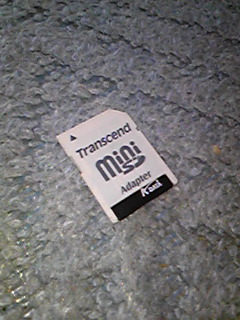 Transcend
mini
SD
Adapter